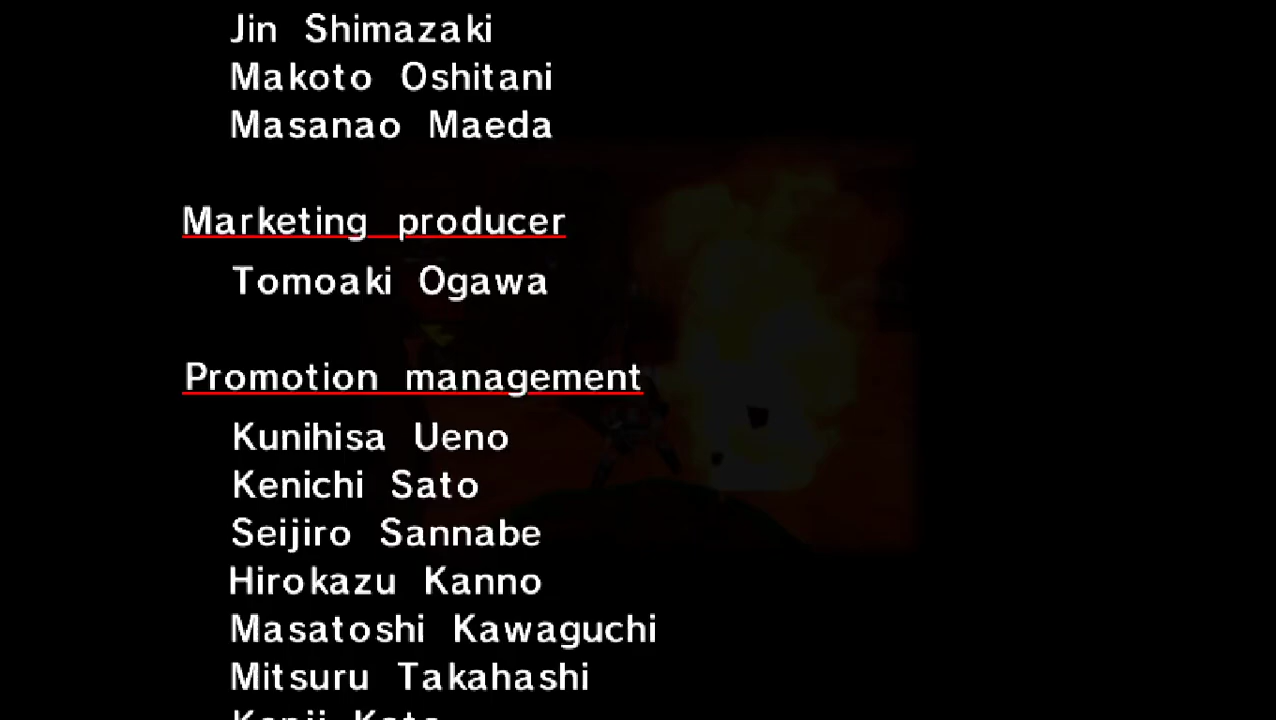 Jin Shimazaki
Makoto Oshitani
Masanao Maeda
Marketing producer
Tomoaki Ogawa
Promotion management
Kunihisa Ueno
Kenichi Sato
Seijiro Sannabe
Hirokazu Kanno
Masatoshi Kawaguchi
Mitsuru Takahashi